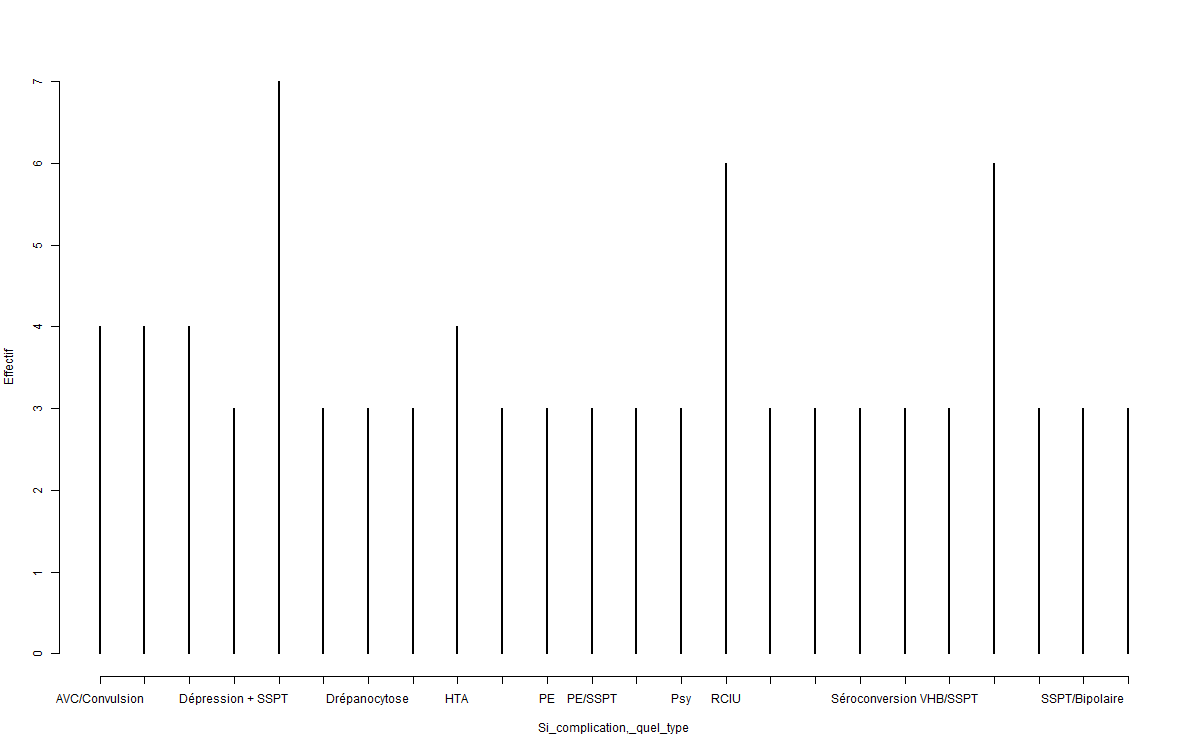 7
6
5
4
3
2
1
0
Effectif
AVC/Convulsion Dépression + SSPT Drépanocytose HTA PE PE/SSPT Psy RCIU Séroconversion VHB/SSPT SSPT/Bipolaire
Si_complication,_quel_type